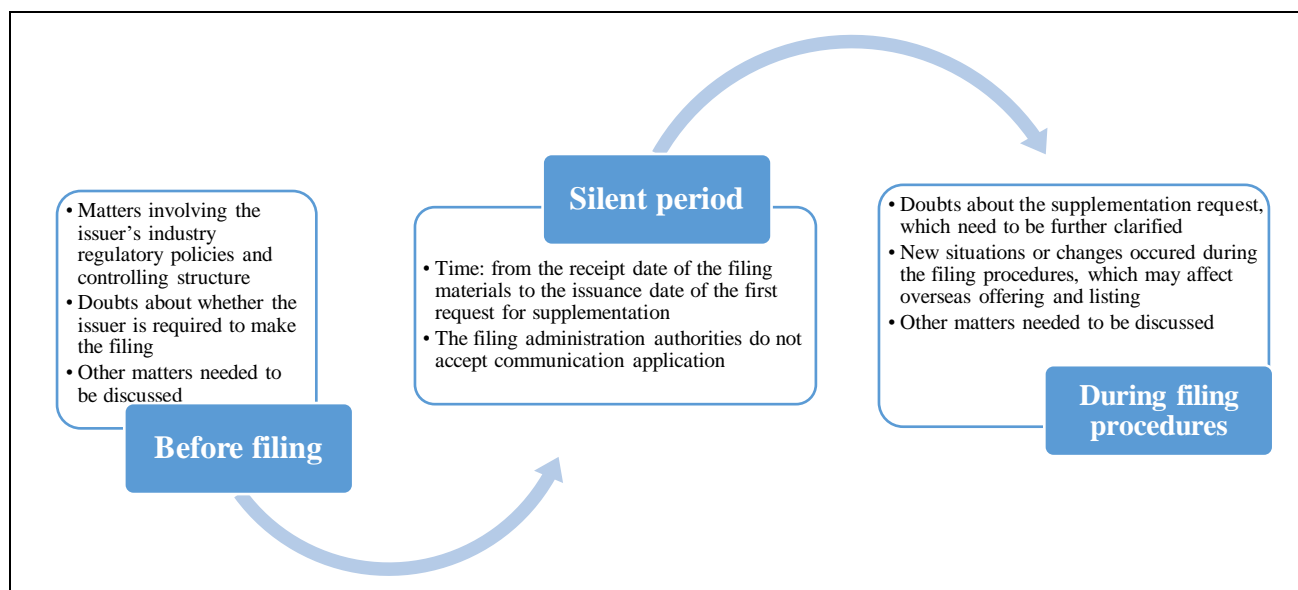 • Matters involving the
issuer's industry
regulatory policies and
controlling structure
• Doubts about whether the
issuer is required to make
the filing
• Other matters needed to
be discussed
Before filing
Silent period
• Time: from the receipt date of the filing
materials to the issuance date of the first
request for supplementation
• The filing administration authorities do not
accept communication application
• Doubts about the supplementation request,
which need to be further clarified
• New situations or changes occured during
the filing procedures, which may affect
overseas offering and listing
• Other matters needed to be discussed
During filing
procedures